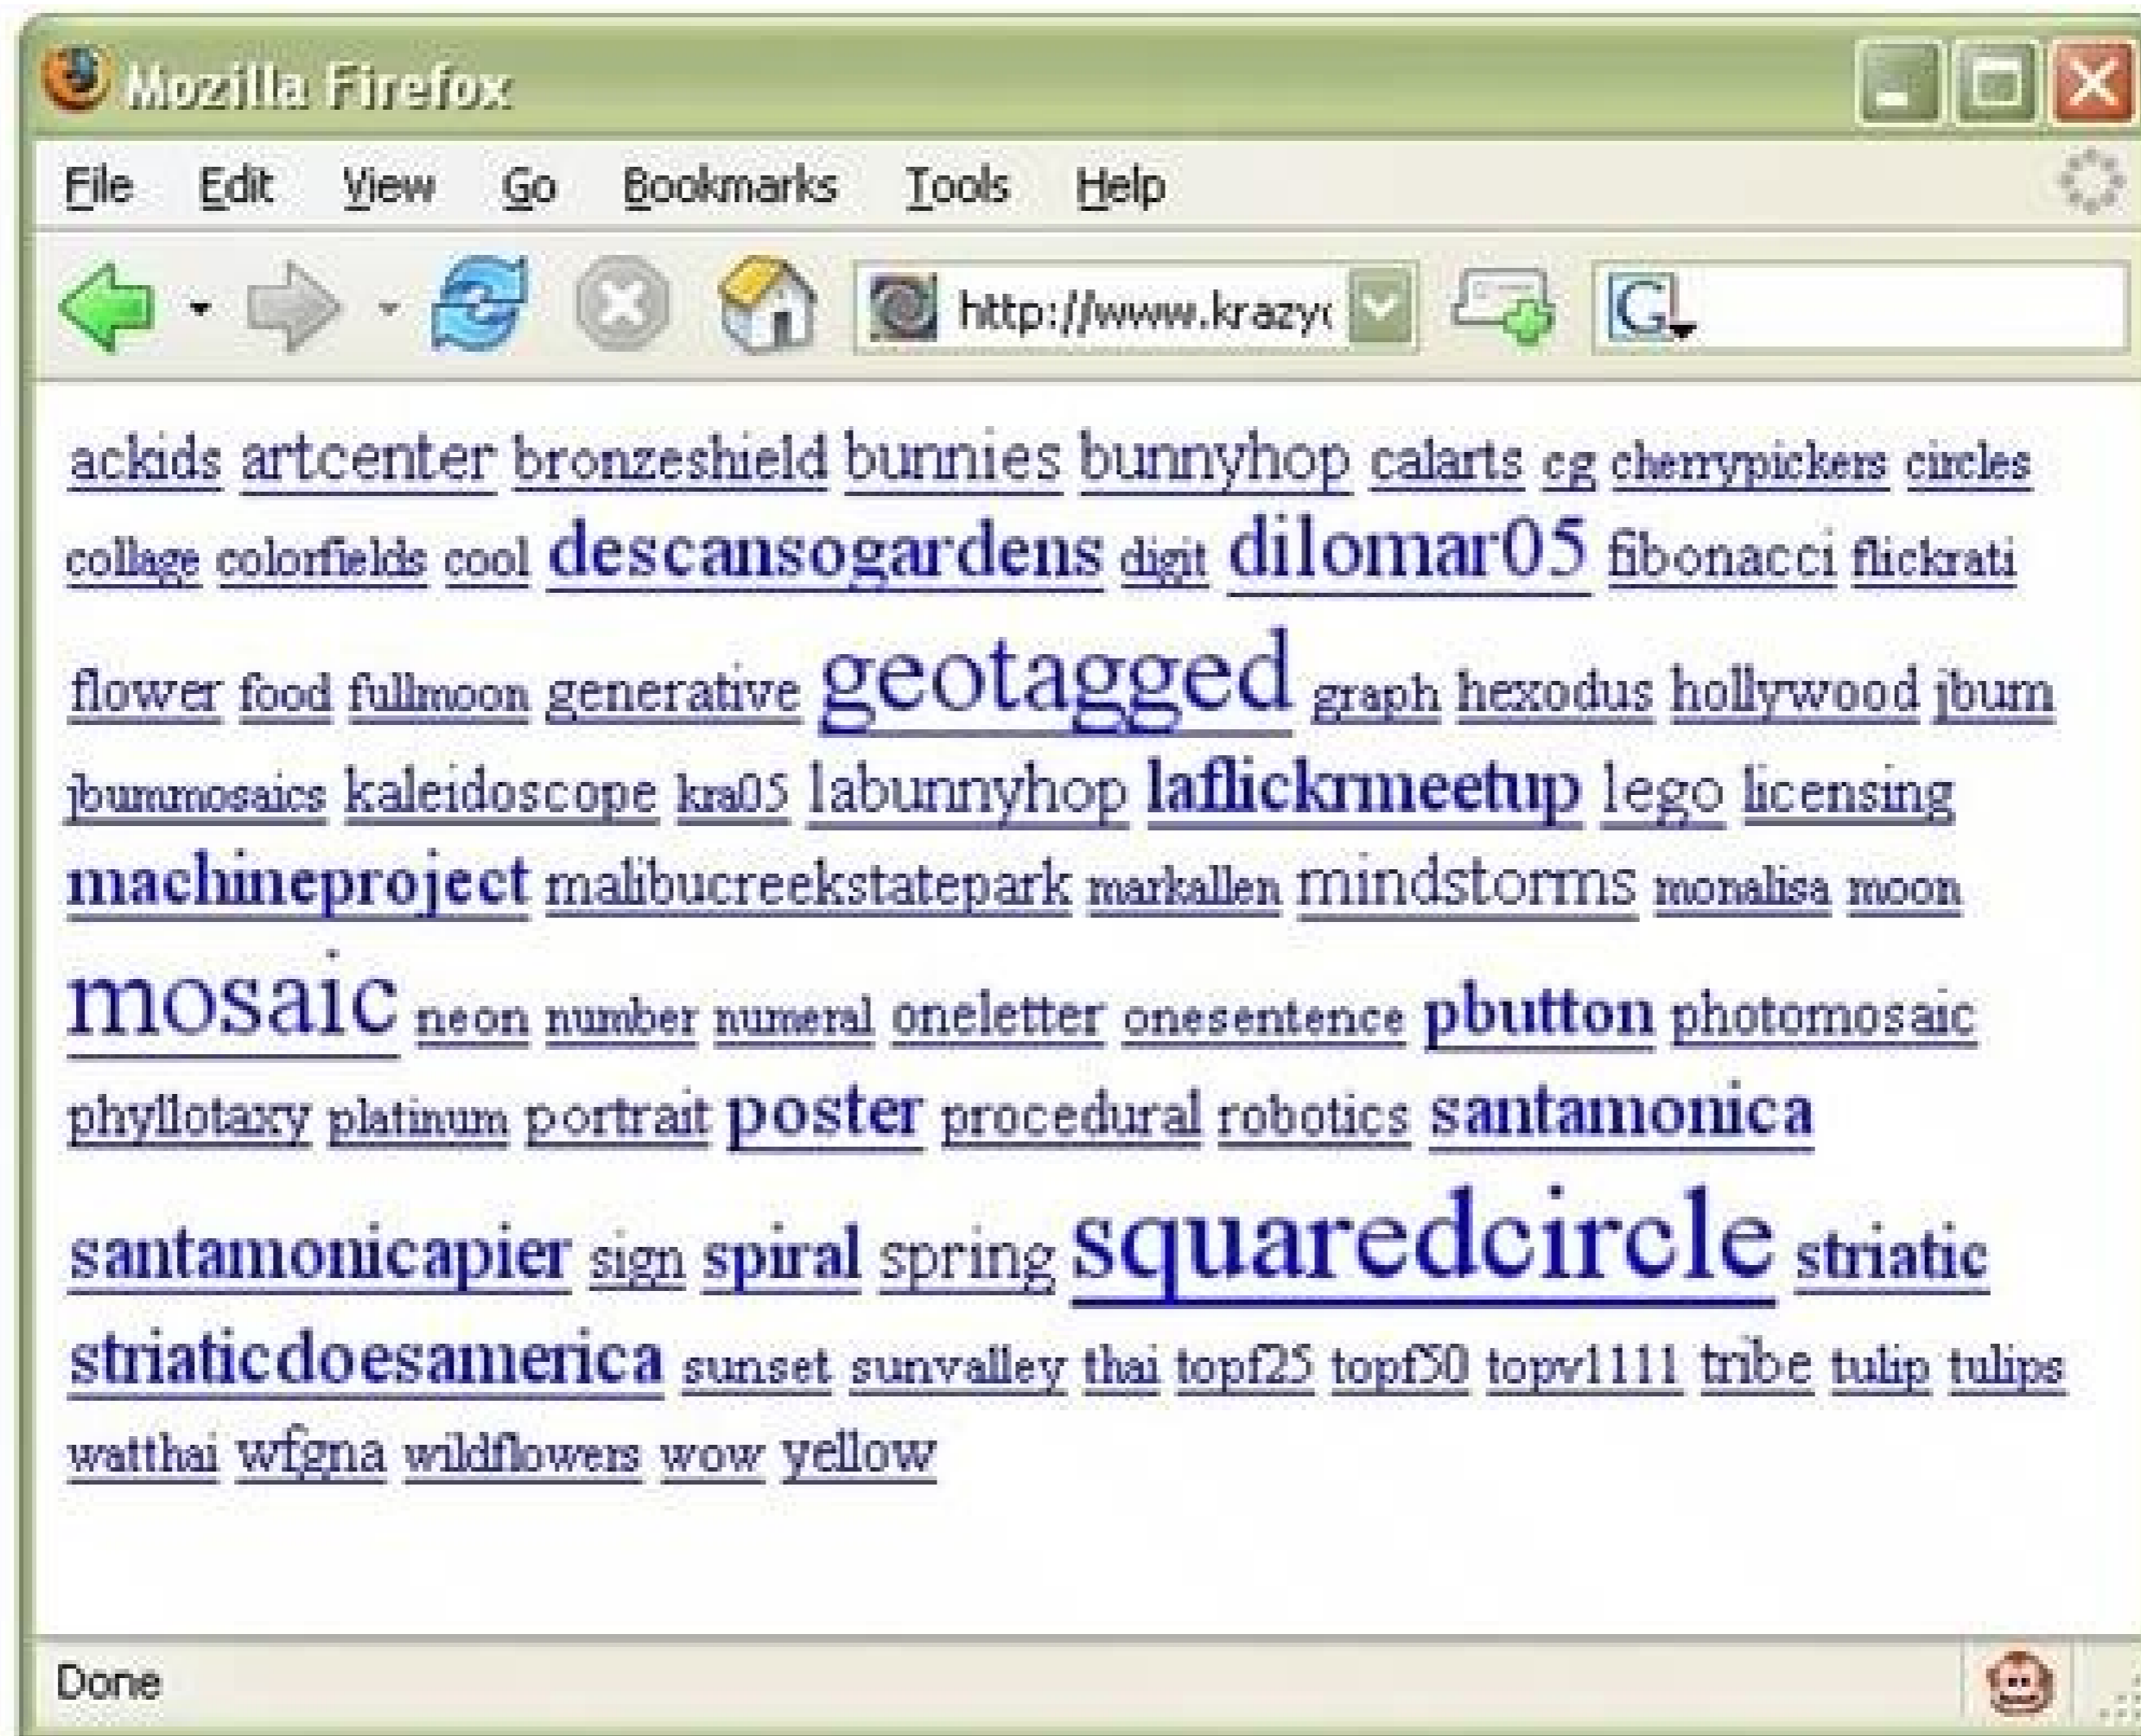 Mozilla Firefox
File Edit View Go Bookmarks Tools Help
http://www.krazy
G
ackids artcenter bronzeshield bunnies bunnyhop calarts cg cherrypickers circles
collage colorfields cool descansogardens digit dilomar05 fibonacci flickrati
flower food fullmoon generative geotagged graph hexodus hollywood jbum
jbummosaics kaleidoscope kra05 labunnyhop laflickrmeetup lego licensing
machineproject malibucreekstatepark markallen mindstorms monalisa moon
mosaic neon number numeral oneletter onesentence pbutton photomosaic
phyllotaxy platinum portrait poster procedural robotics santamonica
santamonicapier sign spiral spring squaredcircle striatic
striaticdoesamerica sunset sunvalley thai topf25 topf50 topv1111 tribe tulip tulips
watthai wfgna wildflowers wow yellow
Done